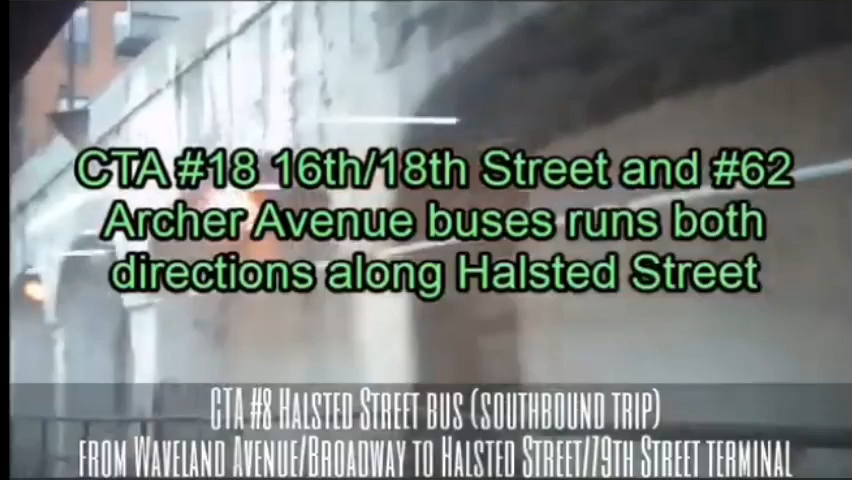 CTA #18 16th/18th Street and #62
Archer Avenue buses runs both
directions along Halsted Street
CTA #8 Halsted Street bus (southbound trip)
from Waveland Avenue/Broadway to Halsted Street/79th Street terminal